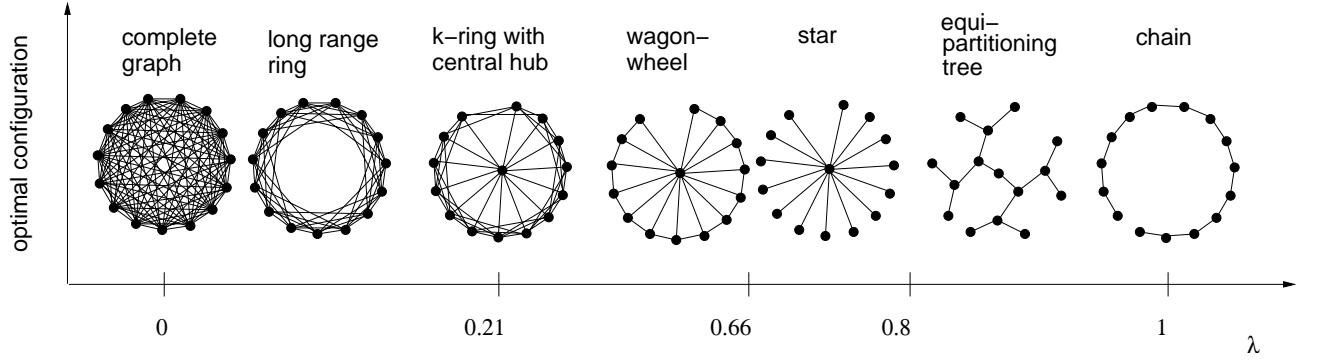 optimal configuration
complete
graph
long range
ring
k−ring with
central hub
wagon−
wheel
star
equi−
partitioning
tree
chain
0
0.21
0.66
0.8
1
λ